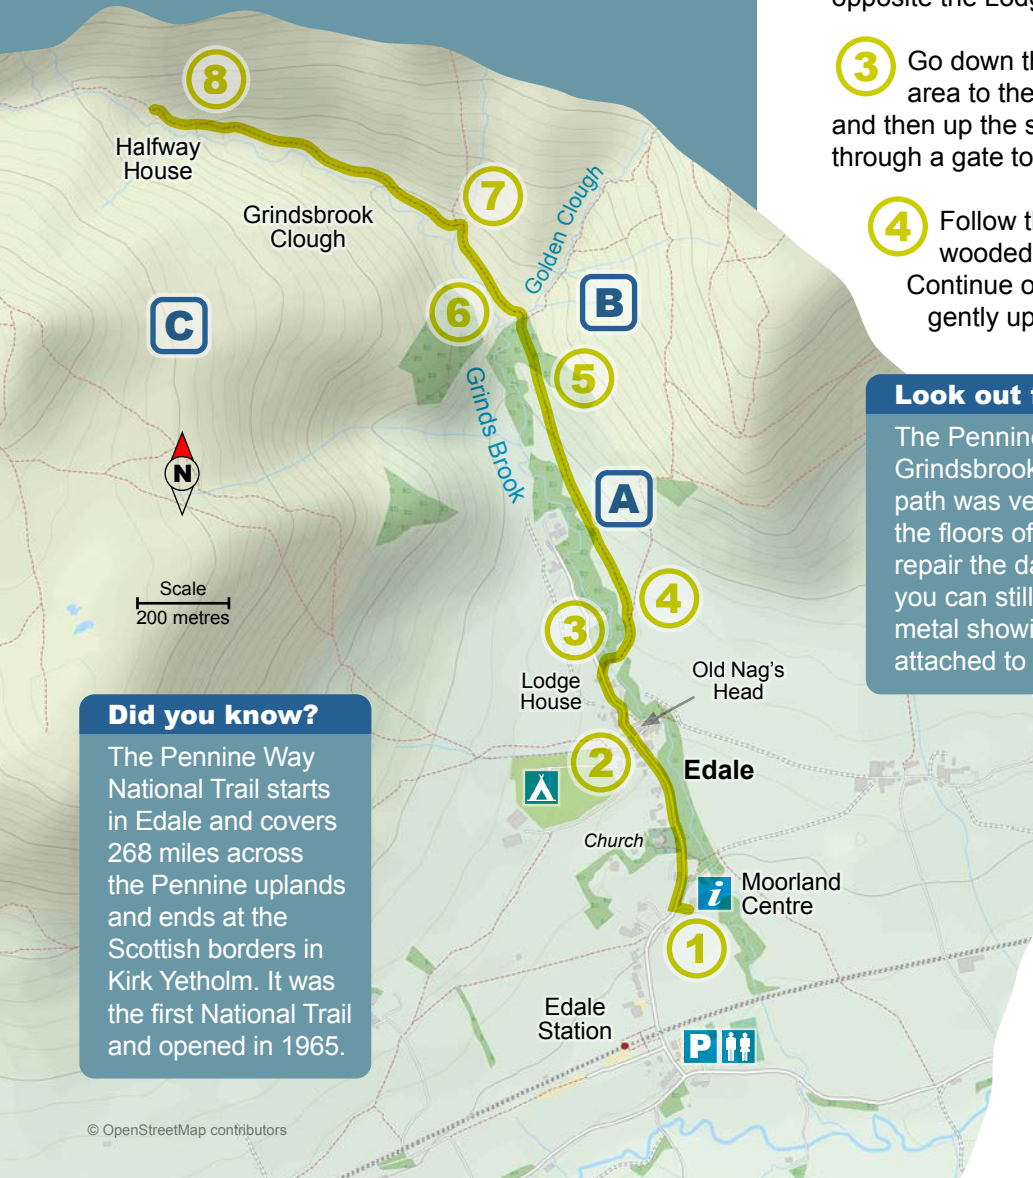 opposite the Lodg
3 Go down th
area to the
and then up the s
through a gate to
4 Follow t
wooded
Continue o
gently up
8
Halfway
House
7
Grindsbrook
Clough
Golden Clough
6
B
C
5
Grinds Brook
N
A
Scale
200 metres
4
3
Lodge
House
Old Nag's
Head
2
Edale
Church
i Moorland
Centre
1
Edale
Station
P
Look out
The Pennin
Grindsbrook
path was ve
the floors of
repair the da
you can still
metal showi
attached to
Did you know?
The Pennine Way
National Trail starts
in Edale and covers
268 miles across
the Pennine uplands
and ends at the
Scottish borders in
Kirk Yetholm. It was
the first National Trail
and opened in 1965.
© OpenStreetMap contributors